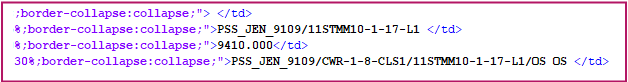 ;border-collapse:collapse;"> </td>
%;border-collapse:collapse;">PSS_JEN_9109/11STMM10-1-17-L1 </td>
%;border-collapse:collapse;">9410.000</td>
30%;border-collapse:collapse;">PSS_JEN_9109/CWR-1-8-CLS1/11STMM10-1-17-L1/OS OS </td>